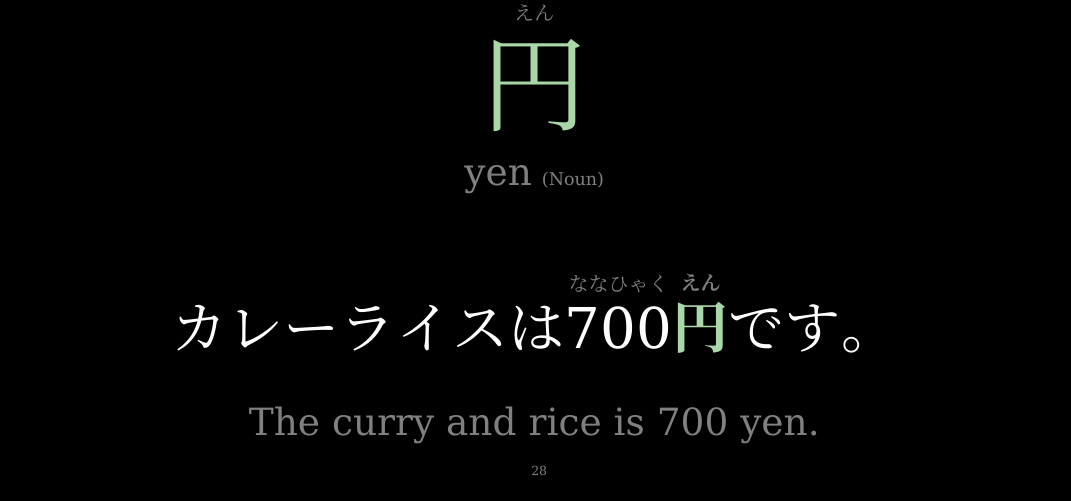 えん
円
yen (Noun)
ななひゃく えん
カレーライスは700円です。
The curry and rice is 700 yen.
28